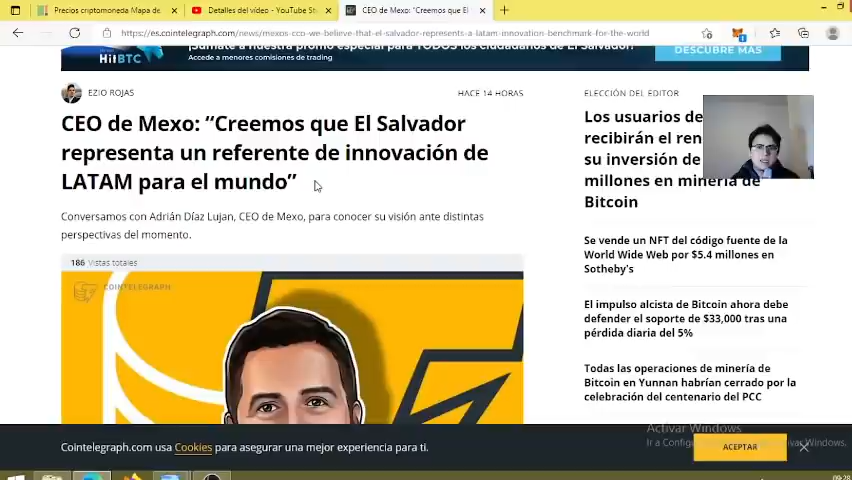 Precios criptomoneda Mapa de
Detalles del vídeo - YouTube St
CEO de Mexo: "Creemos que El
https://es.cointelegraph.com/news/mexos-ceo-we-believe-that-el-salvador-represents-a-latam-innovation-benchmark-for-the-world
HitBTC
¡Súmate a nuestra promo especial para TODOS los ciudadanos de El Salvador
Accede a menores comisiones de trading
DESCUBRE MÁS
EZIO ROJAS
HACE 14 HORAS
CEO de Mexo: “Creemos que El Salvador
representa un referente de innovación de
LATAM para el mundo”
Conversamos con Adrián Díaz Lujan, CEO de Mexo, para conocer su visión ante distintas
perspectivas del momento.
186 Vistas totales
COINTELEGRAPH
ELECCIÓN DEL EDITOR
Los usuarios de
recibirán el ren
su inversión de
millones en minería de
Bitcoin
Se vende un NFT del código fuente de la
World Wide Web por $5.4 millones en
Sotheby's
El impulso alcista de Bitcoin ahora debe
defender el soporte de $33,000 tras una
pérdida diaria del 5%
Todas las operaciones de minería de
Bitcoin en Yunnan habrían cerrado por la
celebración del centenario del PCC
Activar Windows
Cointelegraph.com usa Cookies para asegurar una mejor experiencia para ti.
ACEPTAR
09:28